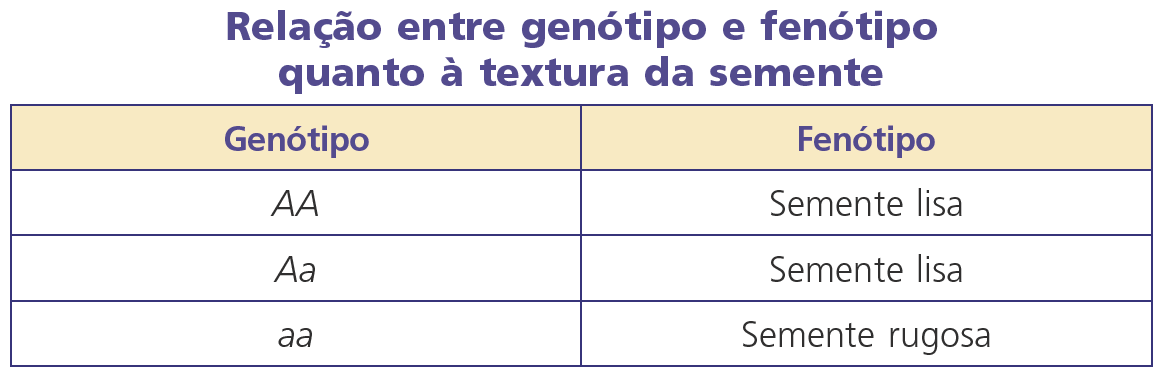 Relação entre genótipo e fenótipo
quanto à textura da semente
Genótipo Fenótipo
AA Semente lisa
Aa Semente lisa
aa Semente rugosa